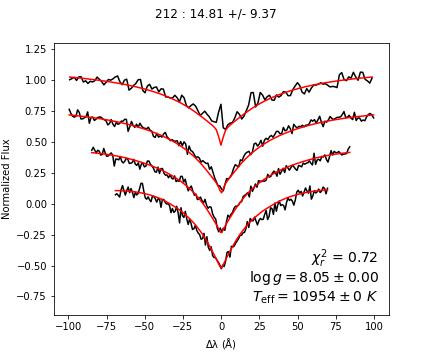 212 : 14.81 +/- 9.37
1.25
1.00
0.75
0.50
0.25
0.00
−0.25
−0.50
−0.75
Normalized Flux
χ²ᵣ = 0.72
log g = 8.05 ± 0.00
T_eff = 10954 ± 0 K
−100 −75 −50 −25 0 25 50 75 100
Δλ (Å)